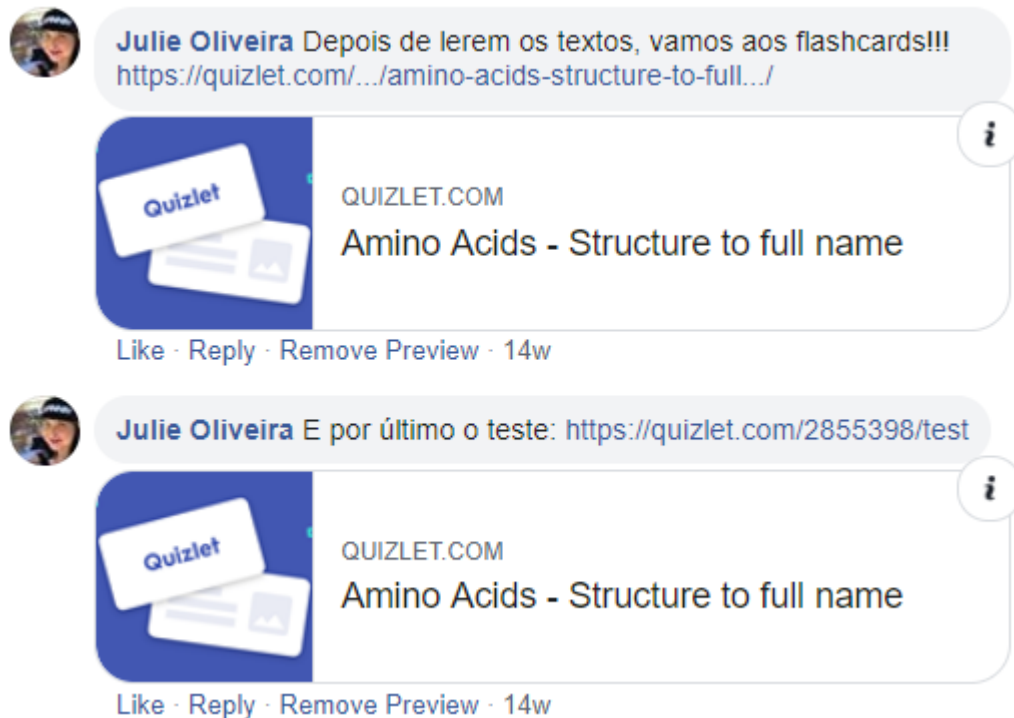 Julie Oliveira Depois de lerem os textos, vamos aos flashcards!!!
https://quizlet.com/.../amino-acids-structure-to-full.../
Quizlet
QUIZLET.COM
Amino Acids - Structure to full name
i
Like · Reply · Remove Preview · 14w
Julie Oliveira E por último o teste: https://quizlet.com/2855398/test
Quizlet
QUIZLET.COM
Amino Acids - Structure to full name
i
Like · Reply · Remove Preview · 14w